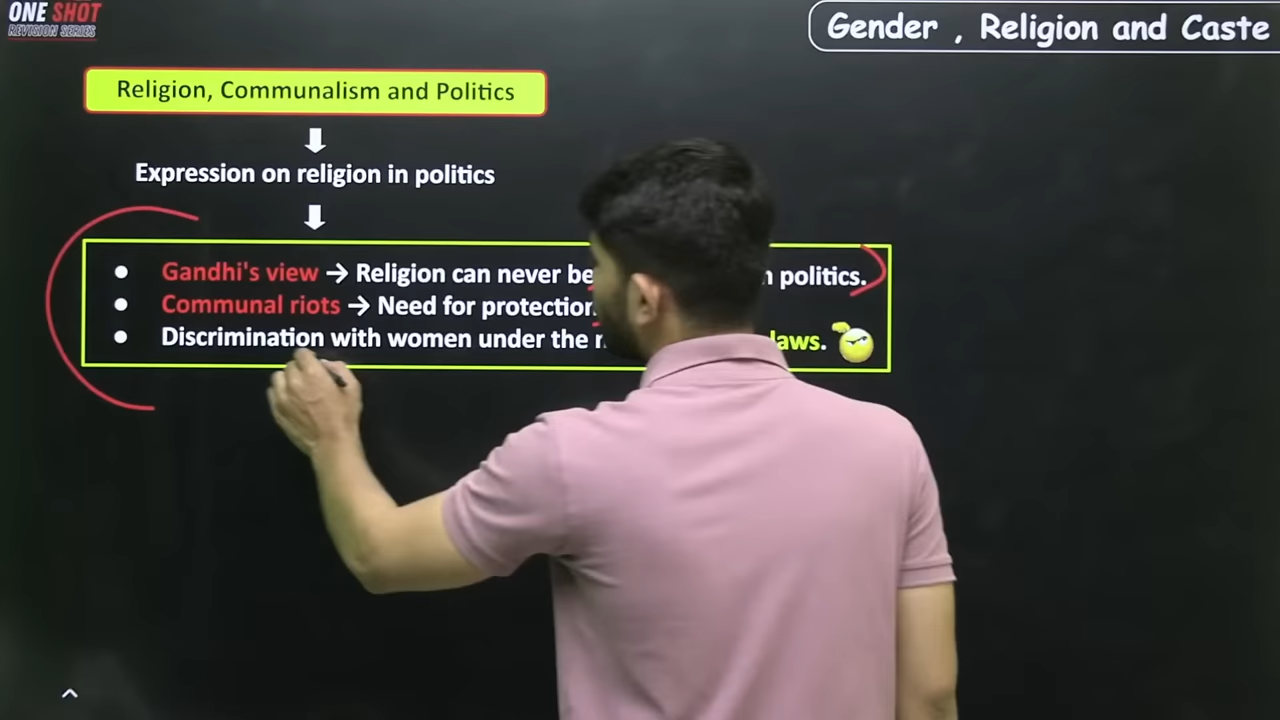 ONE SHOT
REVISION SERIES
Gender , Religion and Caste
Religion, Communalism and Politics
Expression on religion in politics
• Gandhi's view → Religion can never be politics.
• Communal riots → Need for protection
• Discrimination with women under the laws.